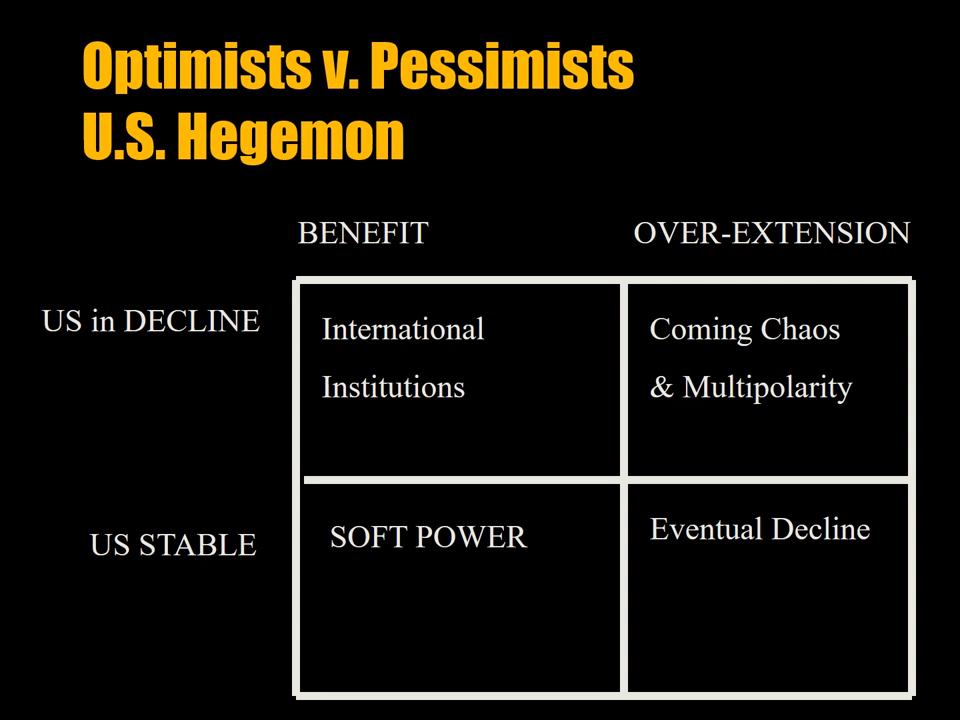 Optimists v. Pessimists
U.S. Hegemon
BENEFIT OVER-EXTENSION
US in DECLINE
International
Institutions
Coming Chaos
& Multipolarity
US STABLE
SOFT POWER
Eventual Decline